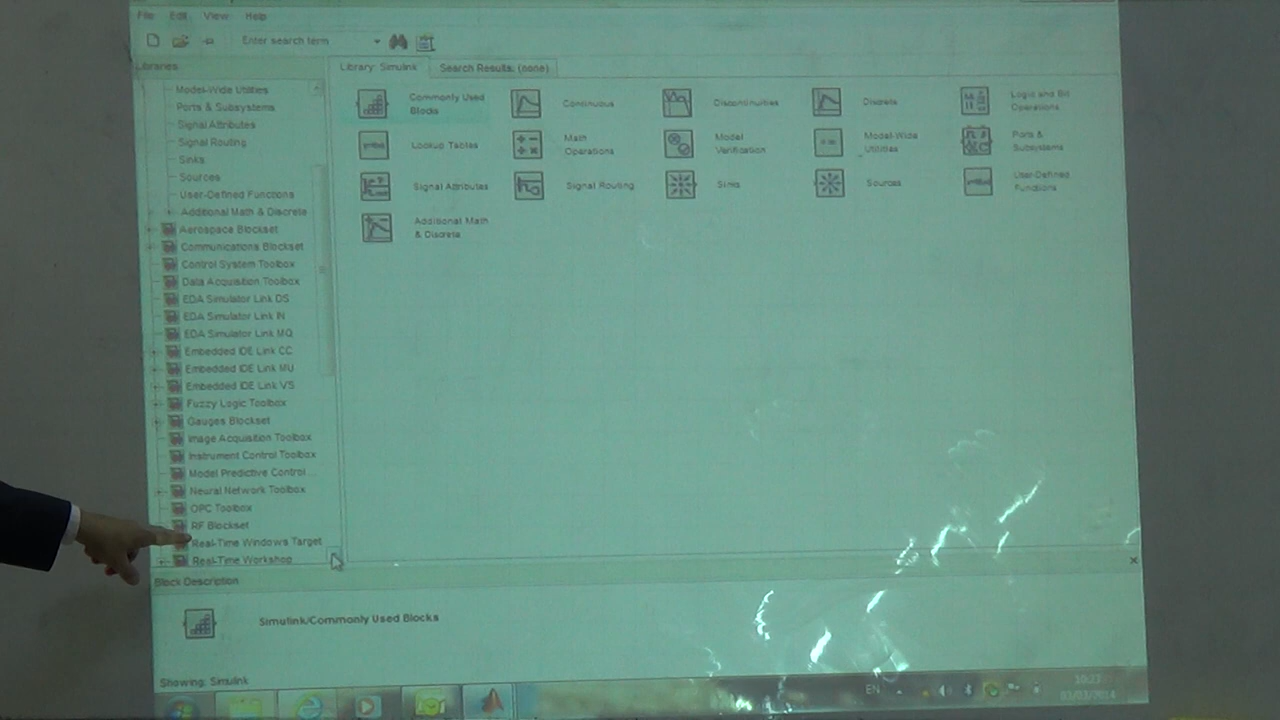 File Edit View Help
Enter search term
Libraries
Library: Simulink
Search Results: (none)
Model-Wide Utilities
Ports & Subsystems
Signal Attributes
Signal Routing
Sinks
Sources
User-Defined Functions
Additional Math & Discrete
Aerospace Blockset
Communications Blockset
Control System Toolbox
Data Acquisition Toolbox
EDA Simulator Link DS
EDA Simulator Link IN
EDA Simulator Link MQ
Embedded IDE Link CC
Embedded IDE Link MU
Embedded IDE Link VS
Fuzzy Logic Toolbox
Gauges Blockset
Image Acquisition Toolbox
Instrument Control Toolbox
Model Predictive Control ...
Neural Network Toolbox
OPC Toolbox
RF Blockset
Real-Time Windows Target
Real-Time Workshop
Commonly Used
Blocks
Continuous
Discontinuities
Discrete
Logic and Bit
Operations
Lookup Tables
Math
Operations
Model
Verification
Model-Wide
Utilities
Ports &
Subsystems
Signal Attributes
Signal Routing
Sinks
Sources
User-Defined
Functions
Additional Math
& Discrete
Block Description
Simulink/Commonly Used Blocks
Showing: Simulink
EN
10:23
03/03/2014